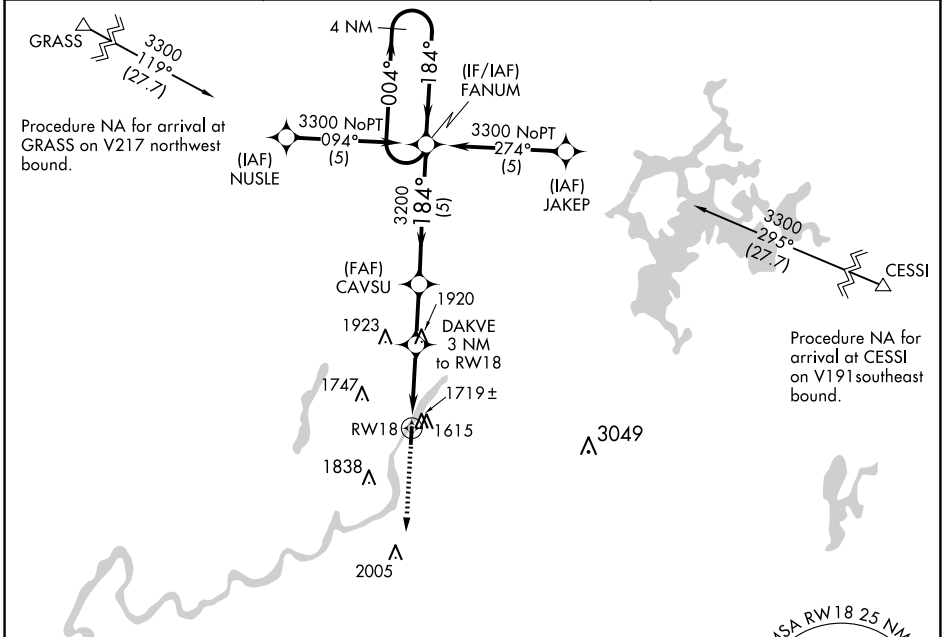 GRASS
3300
119°
(27.7)
Procedure NA for arrival at
GRASS on V217 northwest
bound.
4 NM
004°
184°
(IF/IAF)
FANUM
3300 NoPT
094°
(5)
(IAF)
NUSLE
3300 NoPT
274°
(5)
(IAF)
JAKEP
3200
184°
(5)
3300
295°
(27.7)
CESSI
Procedure NA for
arrival at CESSI
on V191southeast
bound.
(FAF)
CAVSU
1920
1923
DAKVE
3 NM
to RW18
1747
1719±
RW18
1615
3049
1838
2005
MSA RW18 25 NM